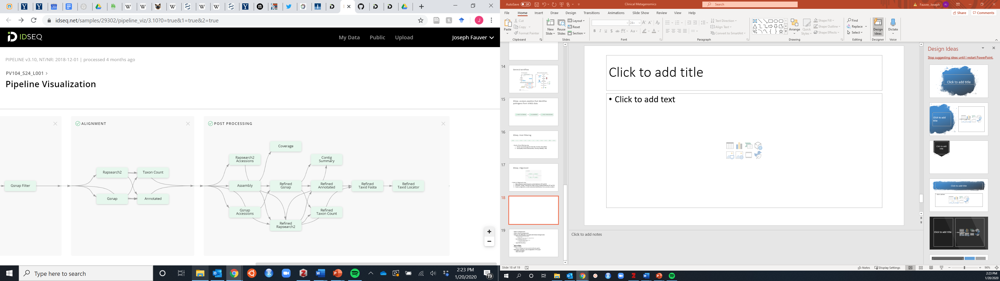 idseq.net/samples/29302/pipeline_viz/3.10?0=true&1=true&2=true
IDSEQ
My Data
Public
Upload
Joseph Fauver
PIPELINE v3.10, NT/NR: 2018-12-01 | processed 4 months ago
PV104_S24_L001 >
Pipeline Visualization
ALIGNMENT
POST PROCESSING
Gsnap Filter
Rapsearch2
Taxon Count
Gsnap
Annotated
Coverage
Rapsearch2
Accessions
Contig
Summary
Assembly
Refined
Gsnap
Refined
Annotated
Refined
Taxid Fasta
Refined
Taxid Locator
Gsnap
Accessions
Refined
Taxon Count
Refined
Rapsearch2
Type here to search
2:23 PM
1/20/2020
19
AutoSave Off
Clinical Metagenomics
Search
Fauver, Joseph
FJ
File Home Insert Draw Design Transitions Animations Slide Show Review View Help
Share
Comments
Paste
Cut
Copy
Format Painter
Clipboard
New
Slide
Reuse
Slides
Layout
Reset
Section
Slides
24+
Font
Text Direction
Align Text
Convert to SmartArt
Paragraph
Arrange
Quick
Styles
Shape Fill
Shape Outline
Shape Effects
Drawing
Find
Replace
Select
Editing
Design
Ideas
Designer
Dictate
Voice
14
General workflow
15
IDSeq- analysis pipeline that identifies
pathogens from mNGS data
HOST FILTERING
ALIGNMENT
POST PROCESSING
16
IDSeq- Host Filtering
17
IDSeq- Alignment
18
19
Click to add title
• Click to add text
Click to add notes
Design Ideas
Stop suggesting ideas until I restart PowerPoint.
Click to add title
Click to add
title
Click to add
title
Click to add title
Click to add title
Slide 18 of 19
Notes
Display Settings
96%
2:23 PM
1/20/2020